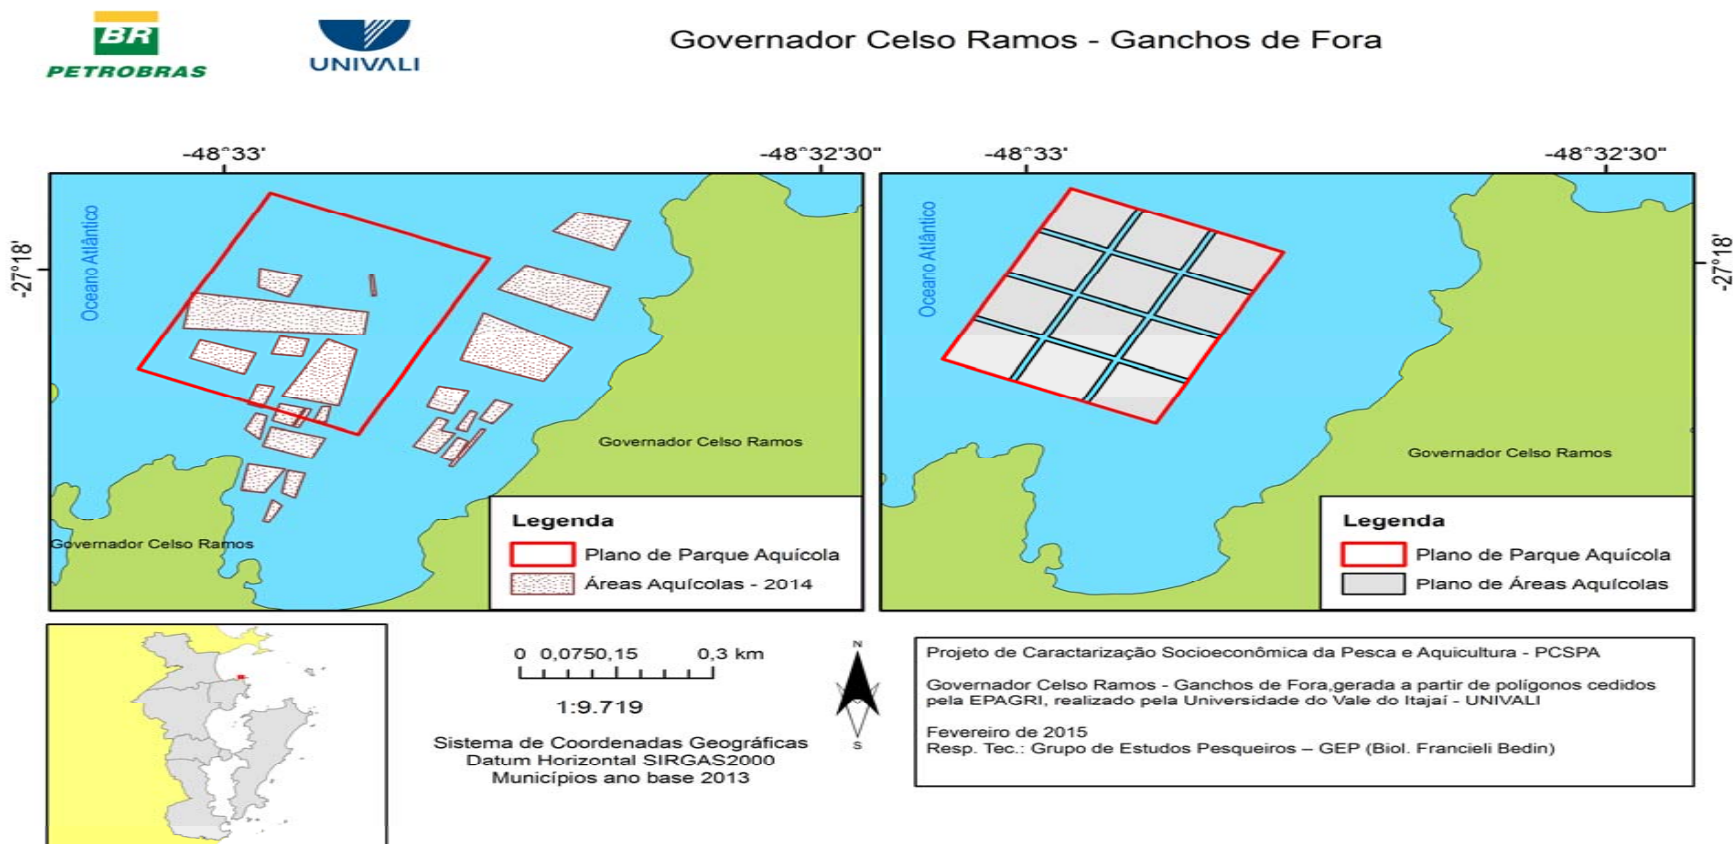 BR
PETROBRAS
UNIVALI
Governador Celso Ramos - Ganchos de Fora
-48°33'
-48°32'30"
-48°33'
-48°32'30"
-27°18'
Oceano Atlântico
Governador Celso Ramos
Governador Celso Ramos
Legenda
Plano de Parque Aquícola
Áreas Aquícolas - 2014
Oceano Atlântico
-27°18'
Governador Celso Ramos
Legenda
Plano de Parque Aquícola
Plano de Áreas Aquícolas
0 0,0750,15 0,3 km
1:9.719
Sistema de Coordenadas Geográficas
Datum Horizontal SIRGAS2000
Municípios ano base 2013
N
S
Projeto de Caractarização Socioeconômica da Pesca e Aquicultura - PCSPA
Governador Celso Ramos - Ganchos de Fora,gerada a partir de polígonos cedidos
pela EPAGRI, realizado pela Universidade do Vale do Itajaí - UNIVALI
Fevereiro de 2015
Resp. Tec.: Grupo de Estudos Pesqueiros – GEP (Biol. Francieli Bedin)